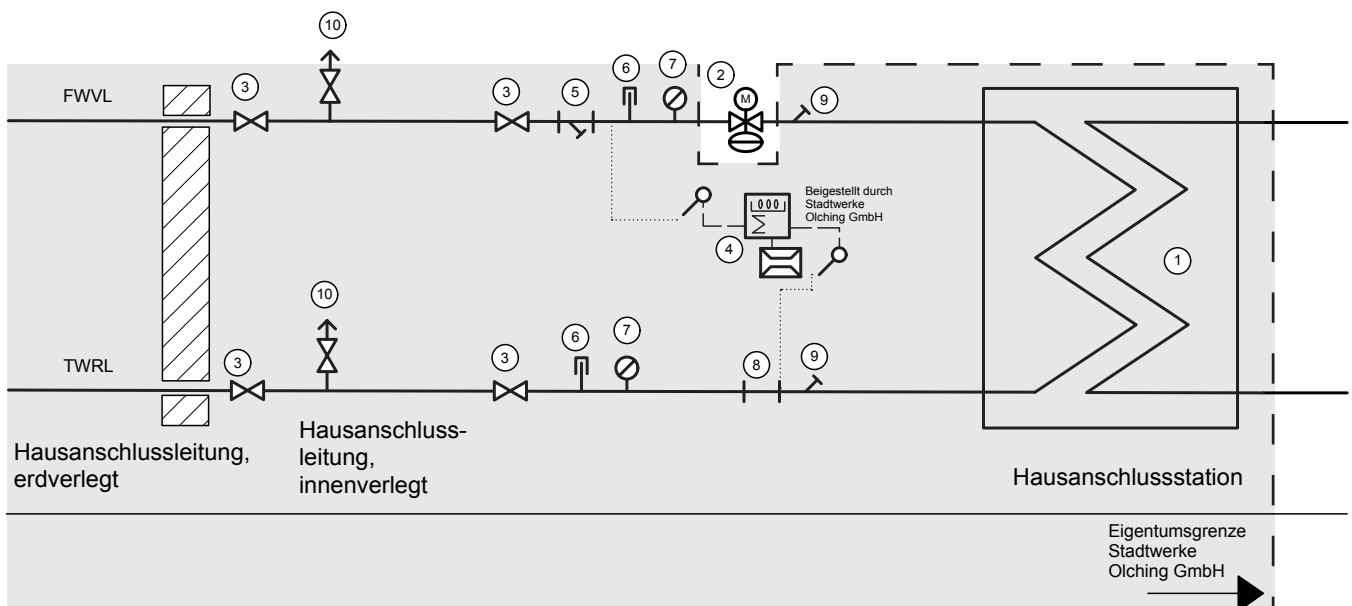 10
6
7
2
3
3
5
9
FWVL
M
Beigestellt durch
Stadtwerke
Olching GmbH
000
Σ
4
1
10
6
7
3
3
8
9
TWRL
Hausanschlussleitung,
erdverlegt
Hausanschluss-
leitung,
innenverlegt
Hausanschlussstation
Eigentumsgrenze
Stadtwerke
Olching GmbH